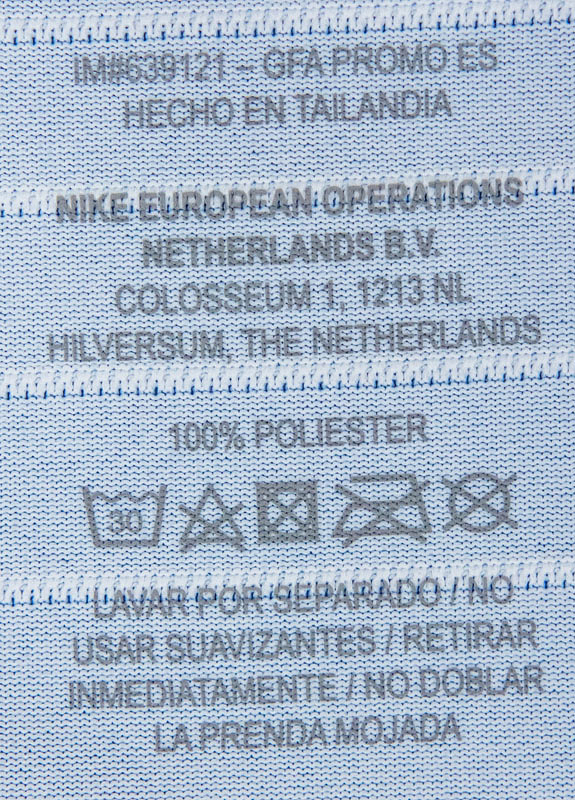 IM#639121 – GFA PROMO ES
HECHO EN TAILANDIA
NIKE EUROPEAN OPERATIONS
NETHERLANDS B.V.
COLOSSEUM 1, 1213 NL
HILVERSUM, THE NETHERLANDS
100% POLIESTER
30
LAVAR POR SEPARADO / NO
USAR SUAVIZANTES / RETIRAR
INMEDIATAMENTE / NO DOBLAR
LA PRENDA MOJADA